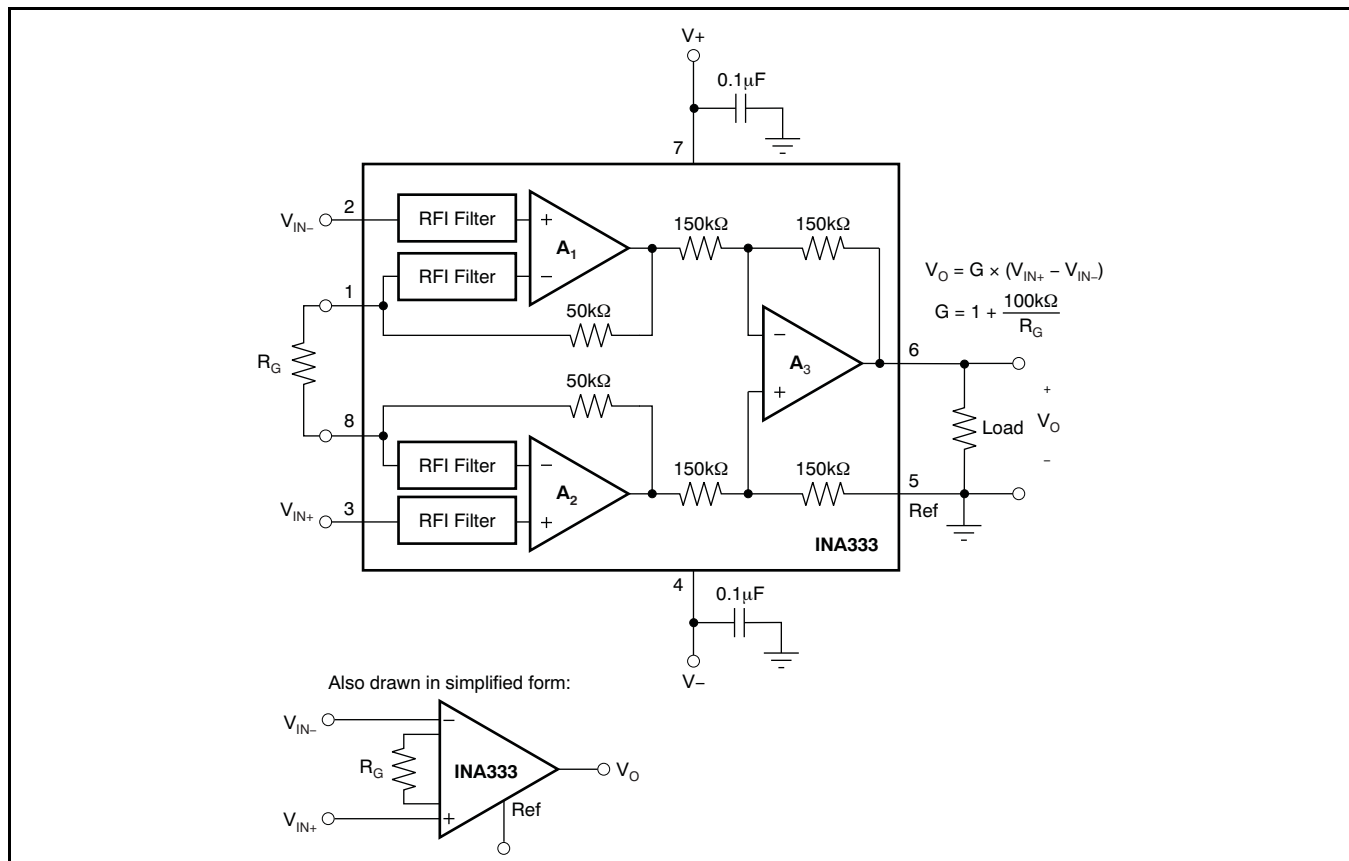 V+
0.1µF
7
2
V_IN−
RFI Filter
+
A_1
150kΩ
150kΩ
RFI Filter
−
V_O = G × (V_IN+ − V_IN−)
G = 1 + 100kΩ / R_G
1
50kΩ
−
A_3
+
6
R_G
50kΩ
+
Load
V_O
−
8
RFI Filter
−
A_2
150kΩ
150kΩ
5
Ref
V_IN+
3
RFI Filter
+
INA333
4
0.1µF
V−
Also drawn in simplified form:
V_IN−
−
R_G
INA333
V_O
Ref
V_IN+
+